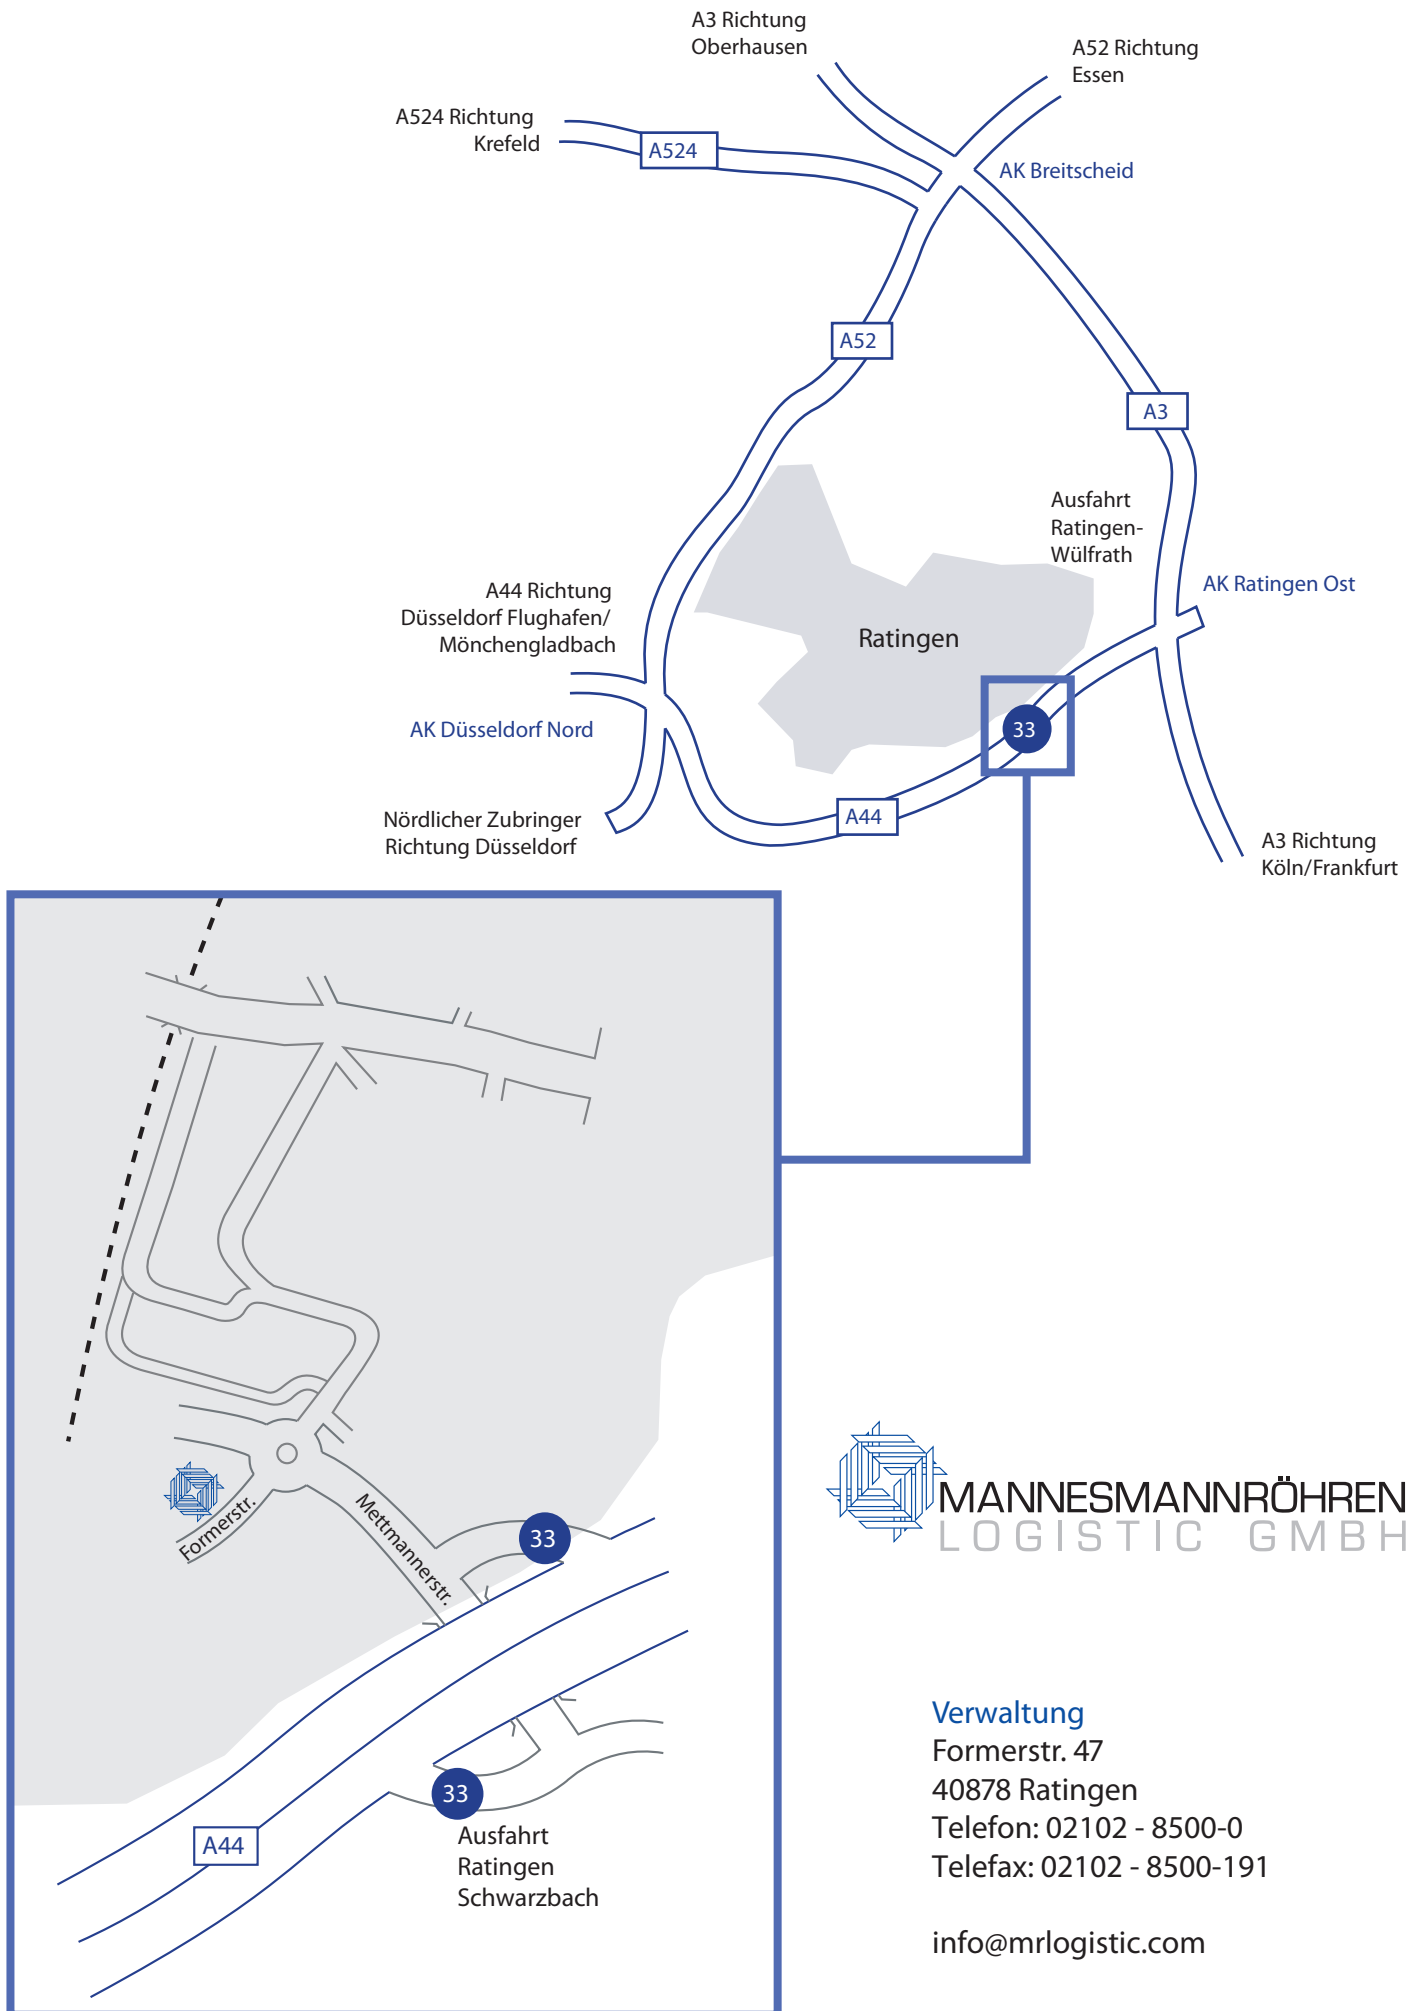 A3 Richtung
Oberhausen
A52 Richtung
Essen
A524 Richtung
Krefeld
A524
AK Breitscheid
A52
A3
Ausfahrt
Ratingen-
Wülfrath
AK Ratingen Ost
A44 Richtung
Düsseldorf Flughafen/
Mönchengladbach
Ratingen
AK Düsseldorf Nord
33
Nördlicher Zubringer
Richtung Düsseldorf
A44
A3 Richtung
Köln/Frankfurt
Formerstr.
Mettmannerstr.
33
33
Ausfahrt
Ratingen
Schwarzbach
A44
MANNESMANNRÖHREN
LOGISTIC GMBH
Verwaltung
Formerstr. 47
40878 Ratingen
Telefon: 02102 - 8500-0
Telefax: 02102 - 8500-191
info@mrlogistic.com